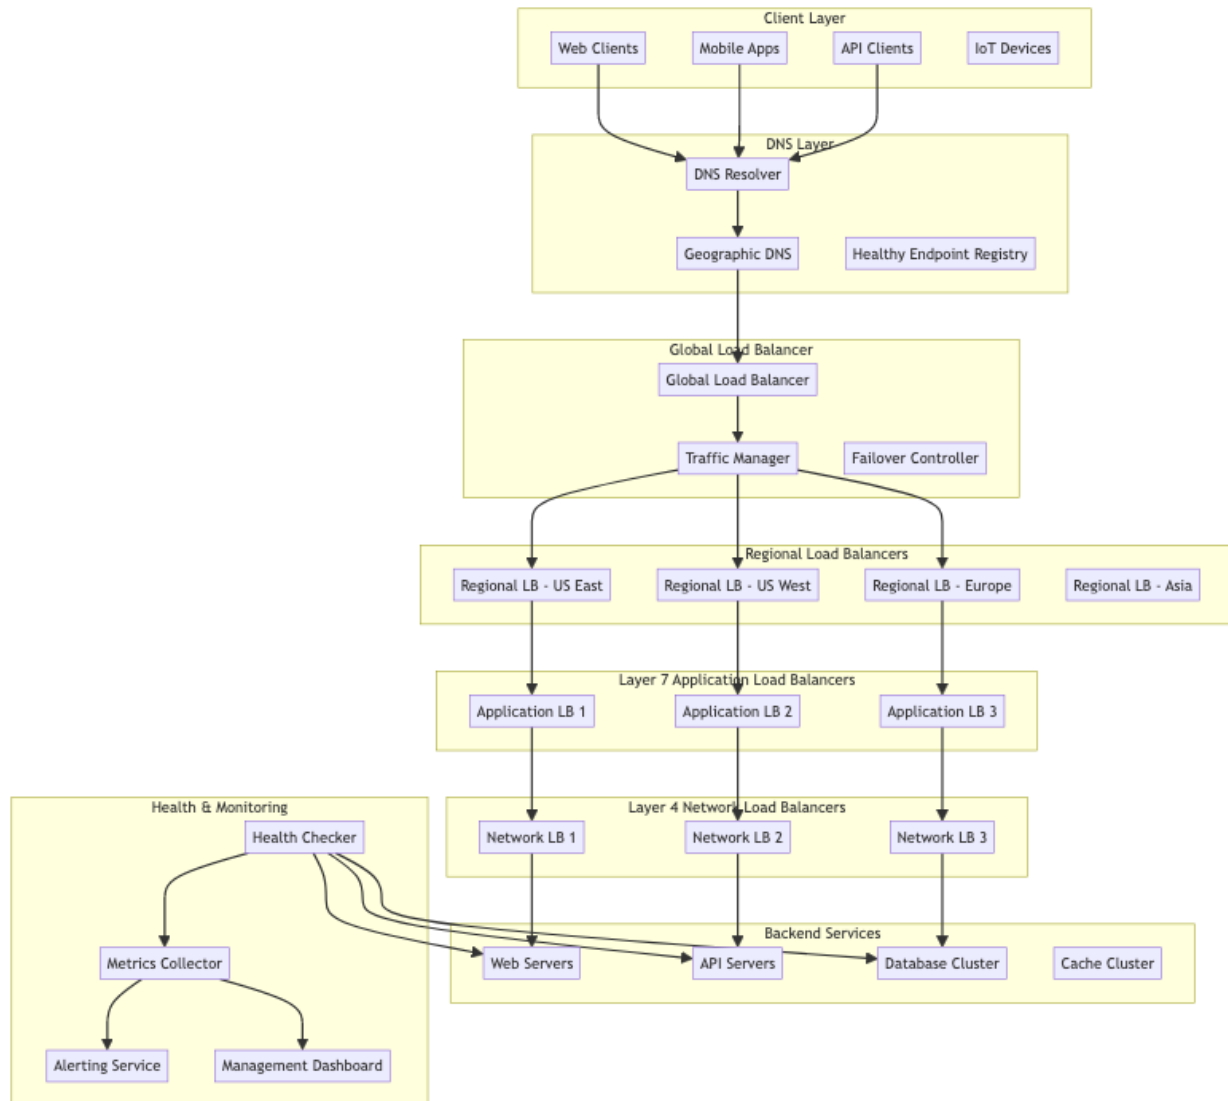 Client Layer
Web Clients
Mobile Apps
API Clients
IoT Devices
DNS Layer
DNS Resolver
Geographic DNS
Healthy Endpoint Registry
Global Load Balancer
Global Load Balancer
Traffic Manager
Failover Controller
Regional Load Balancers
Regional LB - US East
Regional LB - US West
Regional LB - Europe
Regional LB - Asia
Layer 7 Application Load Balancers
Application LB 1
Application LB 2
Application LB 3
Health & Monitoring
Layer 4 Network Load Balancers
Health Checker
Network LB 1
Network LB 2
Network LB 3
Backend Services
Metrics Collector
Web Servers
API Servers
Database Cluster
Cache Cluster
Alerting Service
Management Dashboard